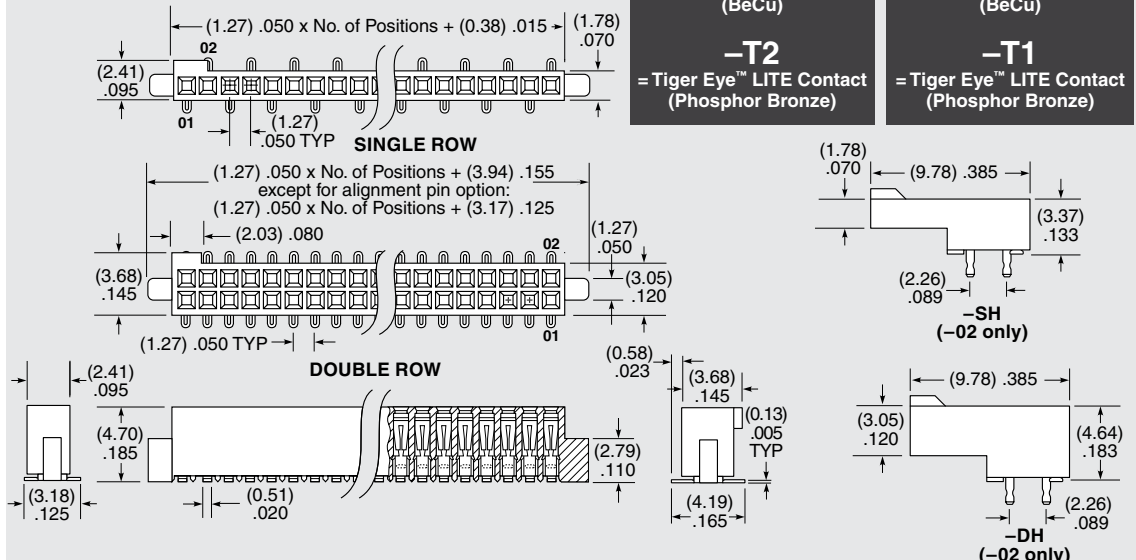 (1.27) .050 x No. of Positions + (0.38) .015
(1.78)
.070
02
(2.41)
.095
01
(1.27)
.050 TYP
SINGLE ROW
(BeCu)
–T2
= Tiger Eye™ LITE Contact
(Phosphor Bronze)
(BeCu)
–T1
= Tiger Eye™ LITE Contact
(Phosphor Bronze)
(1.27) .050 x No. of Positions + (3.94) .155
except for alignment pin option:
(1.27) .050 x No. of Positions + (3.17) .125
(2.03) .080
02
(1.27)
.050
(3.68)
.145
(3.05)
.120
01
(1.27) .050 TYP
DOUBLE ROW
(1.78)
.070
(9.78) .385
(3.37)
.133
(2.26)
.089
–SH
(–02 only)
(2.41)
.095
(4.70)
.185
(3.18)
.125
(0.51)
.020
(2.79)
.110
(0.58)
.023
(3.68)
.145
(0.13)
.005
TYP
(4.19)
.165
(9.78) .385
(3.05)
.120
(4.64)
.183
(2.26)
.089
–DH
(–02 only)